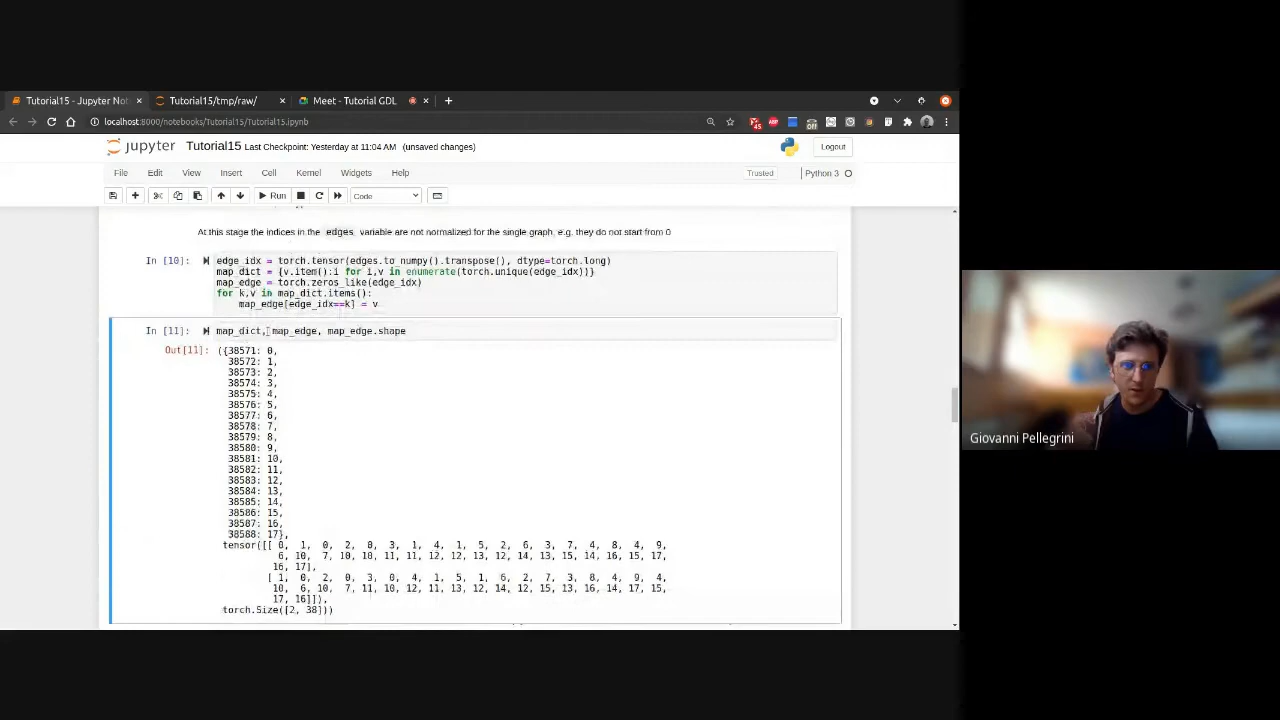 Tutorial15 - Jupyter Not
Tutorial15/tmp/raw/
Meet - Tutorial GDL
localhost:8000/notebooks/Tutorial15/Tutorial15.ipynb
45
ABP
Off
jupyter Tutorial15 Last Checkpoint: Yesterday at 11:04 AM (unsaved changes)
Logout
File Edit View Insert Cell Kernel Widgets Help
Trusted Python 3
Run
Code
At this stage the indices in the edges variable are not normalized for the single graph, e.g. they do not start from 0
In [10]: edge_idx = torch.tensor(edges.to_numpy().transpose(), dtype=torch.long)
map_dict = {v.item():i for i,v in enumerate(torch.unique(edge_idx))}
map_edge = torch.zeros_like(edge_idx)
for k,v in map_dict.items():
map_edge[edge_idx==k] = v
In [11]: map_dict, map_edge, map_edge.shape
Out[11]: ({38571: 0,
38572: 1,
38573: 2,
38574: 3,
38575: 4,
38576: 5,
38577: 6,
38578: 7,
38579: 8,
38580: 9,
38581: 10,
38582: 11,
38583: 12,
38584: 13,
38585: 14,
38586: 15,
38587: 16,
38588: 17},
tensor([[ 0, 1, 0, 2, 0, 3, 1, 4, 1, 5, 2, 6, 3, 7, 4, 8, 4, 9,
6, 10, 7, 10, 10, 11, 11, 12, 12, 13, 12, 14, 13, 15, 14, 16, 15, 17,
16, 17],
[ 1, 0, 2, 0, 3, 0, 4, 1, 5, 1, 6, 2, 7, 3, 8, 4, 9, 4,
10, 6, 10, 7, 11, 10, 12, 11, 13, 12, 14, 12, 15, 13, 16, 14, 17, 15,
17, 16]]),
torch.Size([2, 38]))
Giovanni Pellegrini